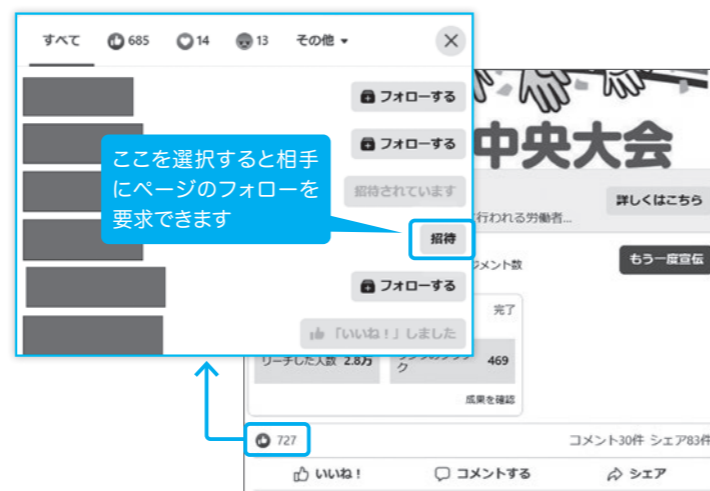 すべて 685 14 13 その他
フォローする
フォローする
招待されています
招待
フォローする
「いいね!」しました
ここを選択すると相手
にページのフォローを
要求できます
中央大会
行われる労働者...
詳しくはこちら
ジメント数
もう一度宣伝
完了
リーチした人数 2.8万
ク 469
成果を確認
727
コメント30件 シェア83件
いいね!
コメントする
シェア